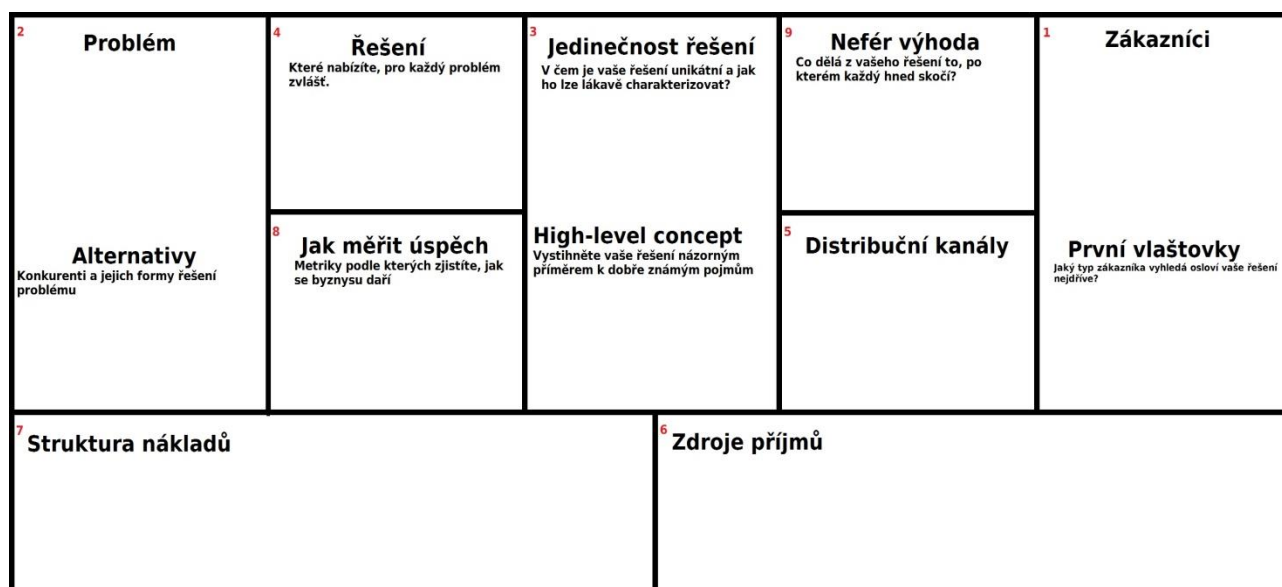 2
Problém
Alternativy
Konkurenti a jejich formy řešení
problému
4
Řešení
Které nabízíte, pro každý problém
zvlášť.
8
Jak měřit úspěch
Metriky podle kterých zjistíte, jak
se byznysu daří
3
Jedinečnost řešení
V čem je vaše řešení unikátní a jak
ho lze lákavě charakterizovat?
High-level concept
Vystihněte vaše řešení názorným
příměrem k dobře známým pojmům
9
Nefér výhoda
Co dělá z vašeho řešení to, po
kterém každý hned skočí?
5
Distribuční kanály
1
Zákazníci
První vlaštovky
Jaký typ zákazníka vyhledá osloví vaše řešení
nejdříve?
7
Struktura nákladů
6
Zdroje příjmů